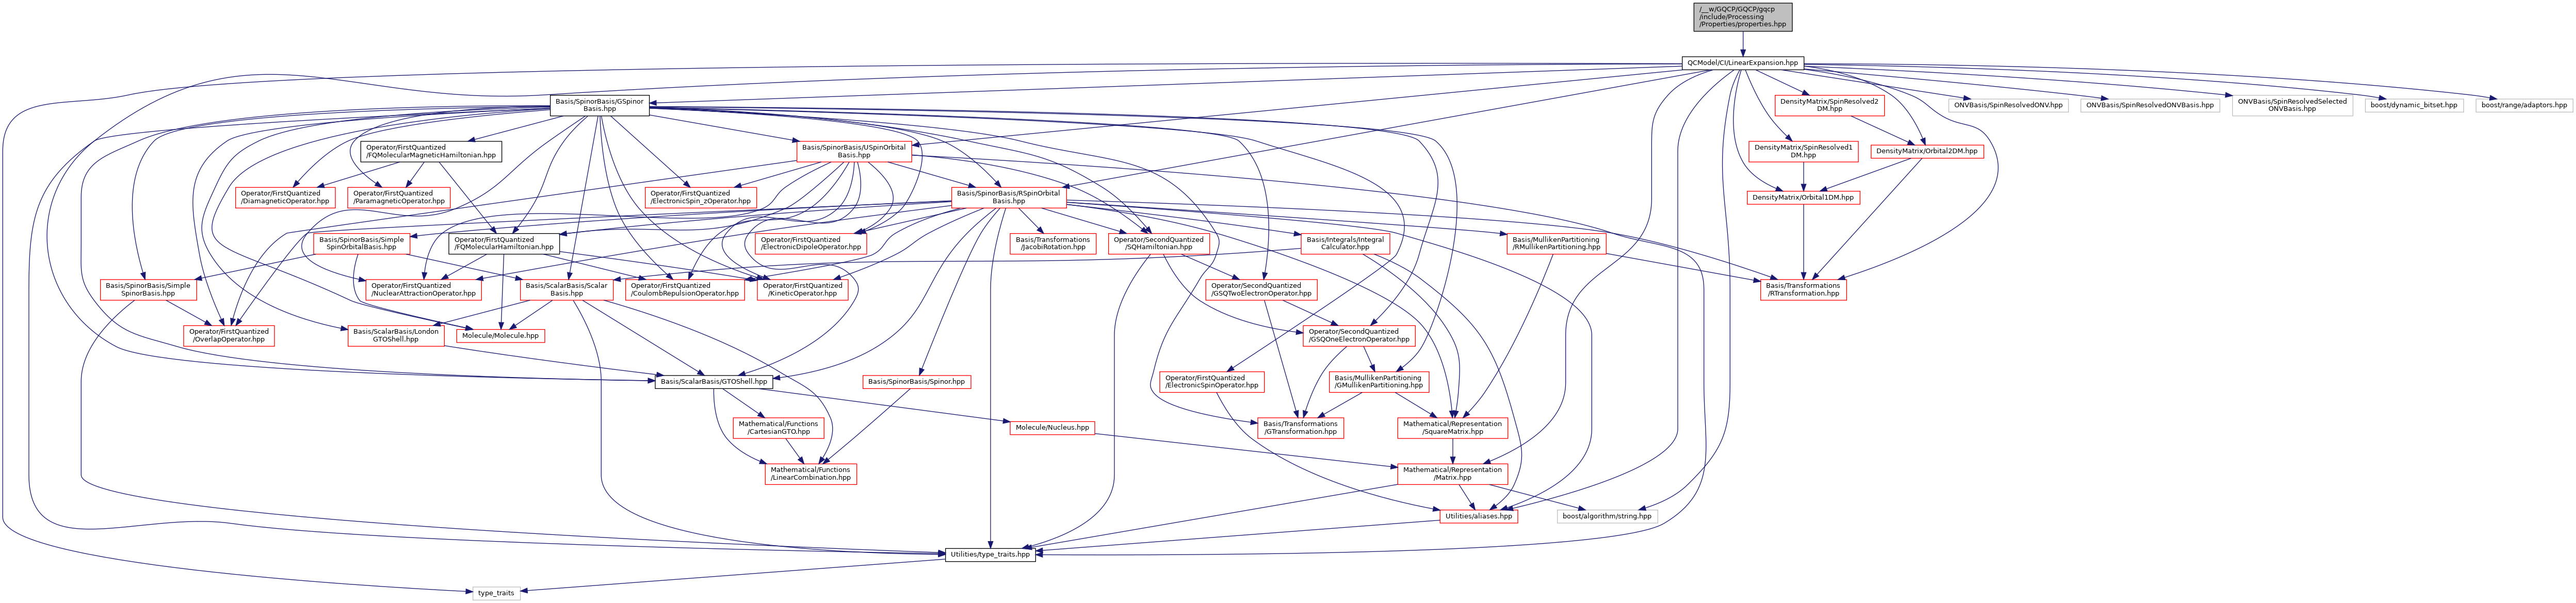 /__w/GQCP/GQCP/gqcp
/include/Processing
/Properties/properties.hpp
QCModel/CI/LinearExpansion.hpp
Basis/SpinorBasis/GSpinor
Basis.hpp
DensityMatrix/SpinResolved2
DM.hpp
ONVBasis/SpinResolvedONV.hpp
ONVBasis/SpinResolvedONVBasis.hpp
ONVBasis/SpinResolvedSelected
ONVBasis.hpp
boost/dynamic_bitset.hpp
boost/range/adaptors.hpp
Operator/FirstQuantized
/FQMolecularMagneticHamiltonian.hpp
Basis/SpinorBasis/USpinOrbital
Basis.hpp
DensityMatrix/SpinResolved1
DM.hpp
DensityMatrix/Orbital2DM.hpp
Operator/FirstQuantized
/DiamagneticOperator.hpp
Operator/FirstQuantized
/ParamagneticOperator.hpp
Operator/FirstQuantized
/ElectronicSpin_zOperator.hpp
Basis/SpinorBasis/RSpinOrbital
Basis.hpp
DensityMatrix/Orbital1DM.hpp
Basis/SpinorBasis/Simple
SpinOrbitalBasis.hpp
Operator/FirstQuantized
/FQMolecularHamiltonian.hpp
Operator/FirstQuantized
/ElectronicDipoleOperator.hpp
Basis/Transformations
/JacobiRotation.hpp
Operator/SecondQuantized
/SQHamiltonian.hpp
Basis/Integrals/Integral
Calculator.hpp
Basis/MullikenPartitioning
/RMullikenPartitioning.hpp
Basis/SpinorBasis/Simple
SpinorBasis.hpp
Operator/FirstQuantized
/NuclearAttractionOperator.hpp
Basis/ScalarBasis/Scalar
Basis.hpp
Operator/FirstQuantized
/CoulombRepulsionOperator.hpp
Operator/FirstQuantized
/KineticOperator.hpp
Operator/SecondQuantized
/GSQTwoElectronOperator.hpp
Basis/Transformations
/RTransformation.hpp
Operator/FirstQuantized
/OverlapOperator.hpp
Basis/ScalarBasis/London
GTOShell.hpp
Molecule/Molecule.hpp
Operator/SecondQuantized
/GSQOneElectronOperator.hpp
Basis/ScalarBasis/GTOShell.hpp
Basis/SpinorBasis/Spinor.hpp
Operator/FirstQuantized
/ElectronicSpinOperator.hpp
Basis/MullikenPartitioning
/GMullikenPartitioning.hpp
Mathematical/Functions
/CartesianGTO.hpp
Molecule/Nucleus.hpp
Basis/Transformations
/GTransformation.hpp
Mathematical/Representation
/SquareMatrix.hpp
Mathematical/Functions
/LinearCombination.hpp
Mathematical/Representation
/Matrix.hpp
Utilities/aliases.hpp
boost/algorithm/string.hpp
Utilities/type_traits.hpp
type_traits